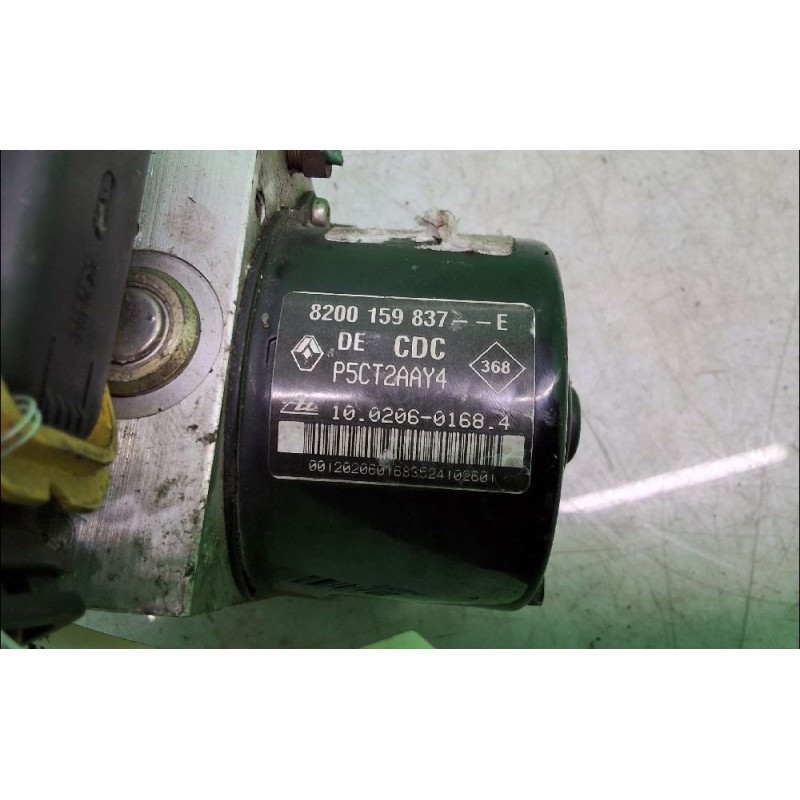 8200 159 837---E
DE CDC
368
P5CT2AAY4
10.0206-0168.4
0012020601683524102601